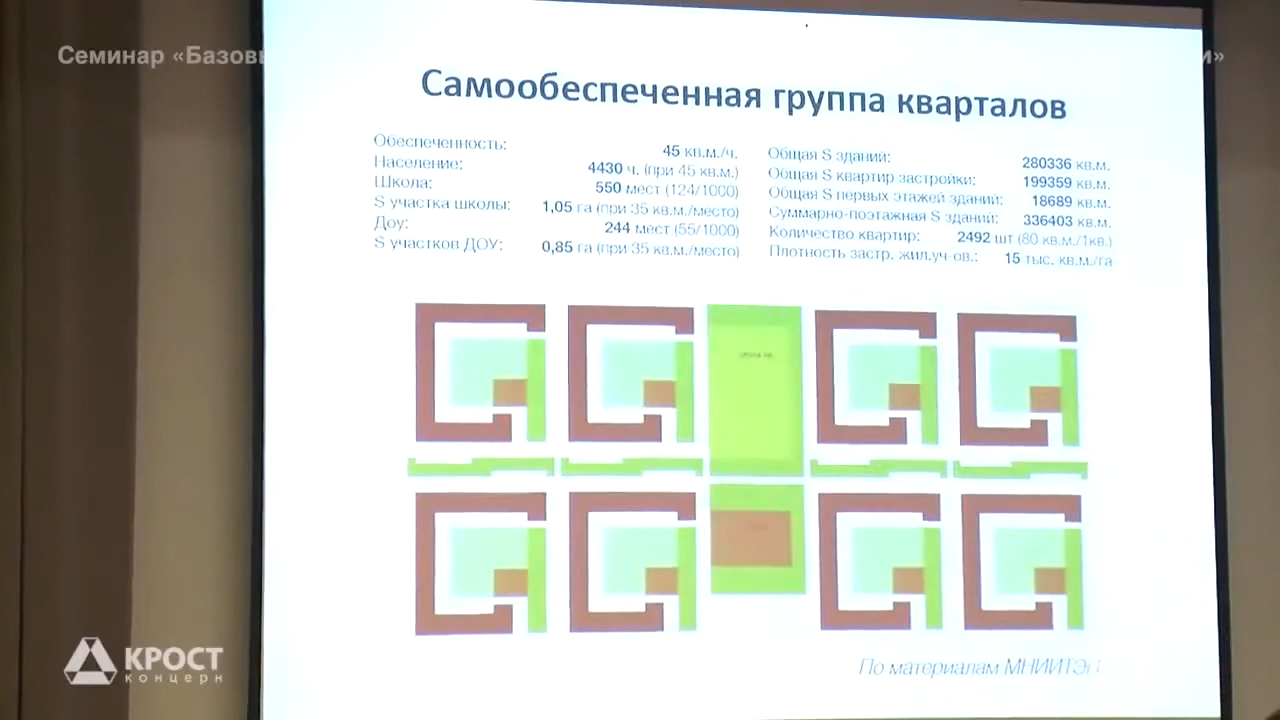 Семинар «Базовы
и»
Самообеспеченная группа кварталов
Обеспеченность: 45 кв.м./ч.
Население: 4430 ч. (при 45 кв.м.)
Школа: 550 мест (124/1000)
S участка школы: 1,05 га (при 35 кв.м./место)
Доу: 244 мест (55/1000)
S участков ДОУ: 0,85 га (при 35 кв.м./место)
Общая S зданий: 280336 кв.м.
Общая S квартир застройки: 199359 кв.м.
Общая S первых этажей зданий: 18689 кв.м.
Суммарно-поэтажная S зданий: 336403 кв.м.
Количество квартир: 2492 шт (80 кв.м./1кв.)
Плотность застр. жил.уч-ов.: 15 тыс. кв.м./га
По материалам МНИИТЭП
КРОСТ
концерн